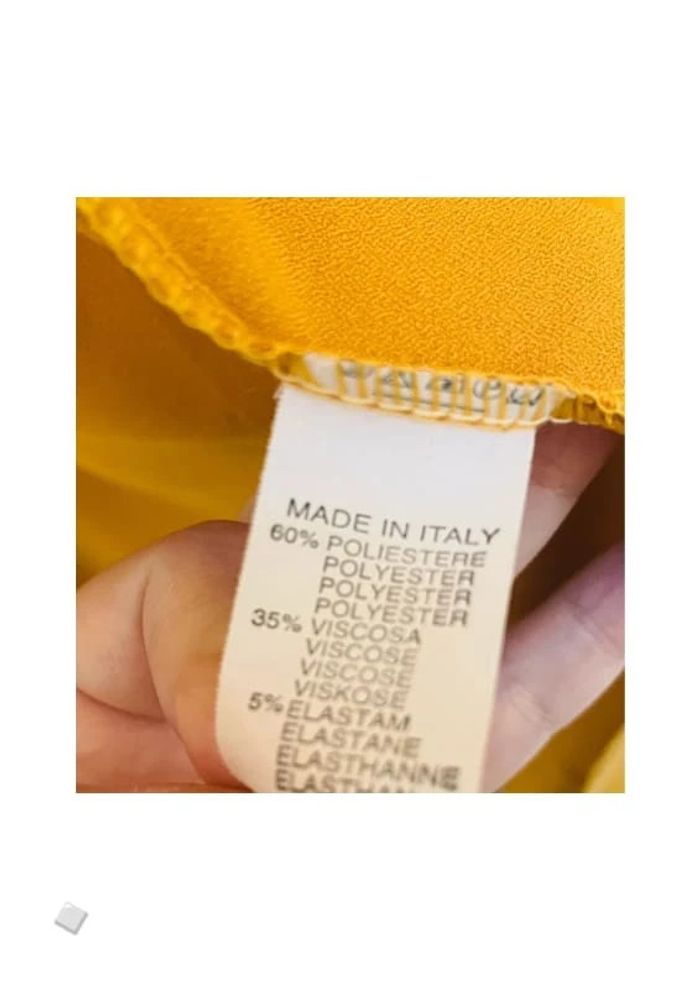 MADE IN ITALY
60% POLIESTERE
POLYESTER
POLYESTER
POLYESTER
35% VISCOSA
VISCOSE
VISCOSE
VISKOSE
5% ELASTAM
ELASTANE
ELASTHANNE